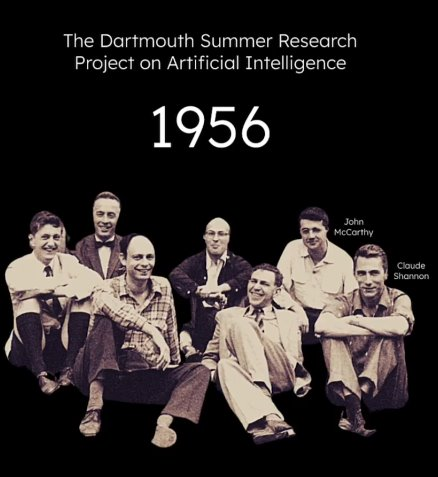 The Dartmouth Summer Research
Project on Artificial Intelligence
1956
John
McCarthy
Claude
Shannon